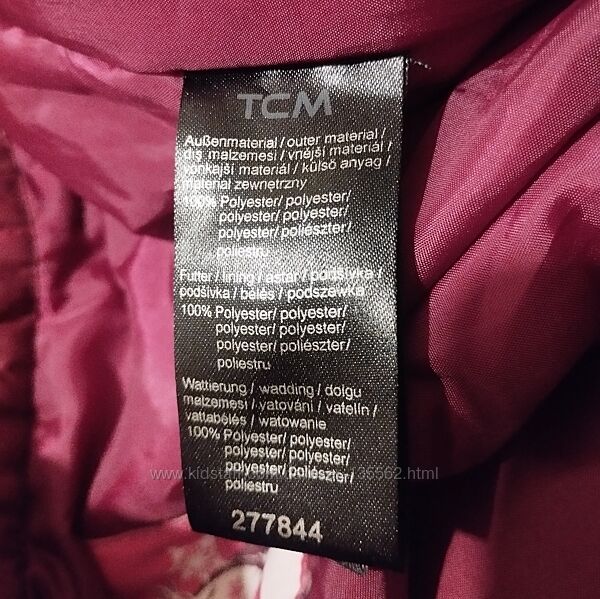 TCM
Außenmaterial / outer material /
dış malzemesi / vnější materiál /
vonkajší materiál / külső anyag /
materiał zewnetrzny
100% Polyester/ polyester/
polyester/ polyester/
polyester/ poliészter/
poliestru
Futter / lining / astar / podšívka /
podšívka / bélés / podszewka
100% Polyester/ polyester/
polyester/ polyester/
polyester/ poliészter/
poliestru
Wattierung / wadding / dolgu
malzemesi / vatování / vatelín /
vattabélés / watowanie
100% Polyester/ polyester/
polyester/ polyester/
polyester/ poliészter/
poliestru
277844